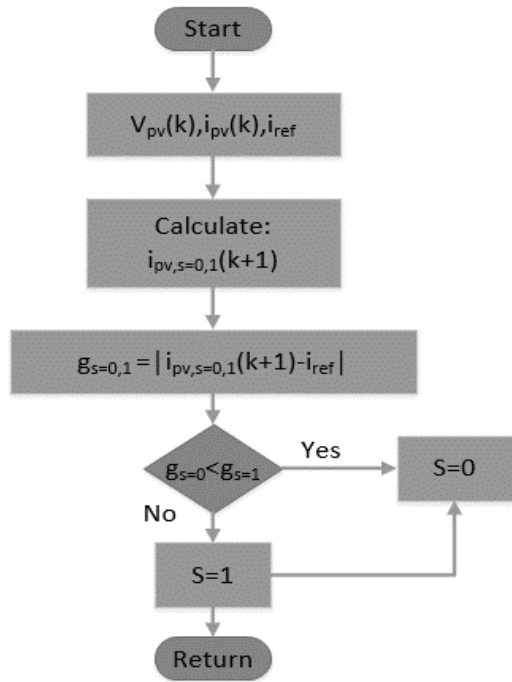 Start
Vpv(k),ipv(k),iref
Calculate:
ipv,s=0,1(k+1)
gs=0,1=|ipv,s=0,1(k+1)-iref|
gs=0<gs=1
Yes
S=0
No
S=1
Return